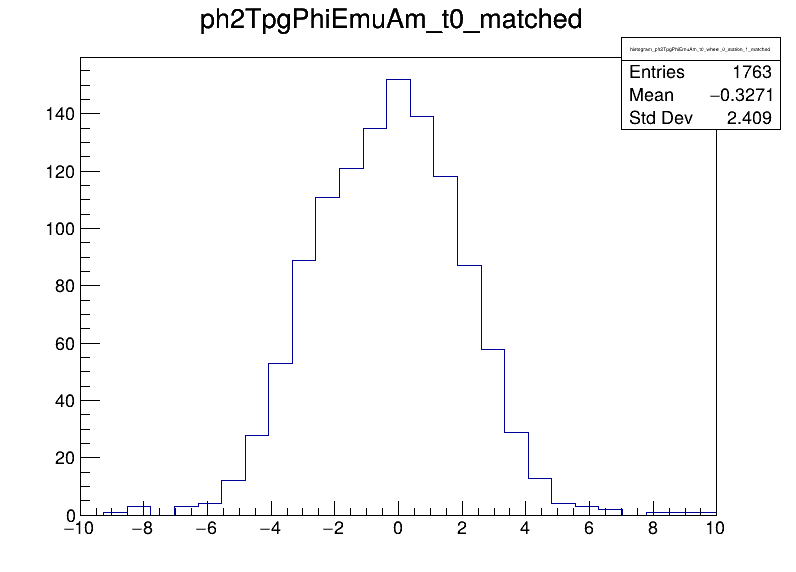 ph2TpgPhiEmuAm_t0_matched
histogram_ph2TpgPhiEmuAm_t0_wheel_0_station_1_matched
Entries 1763
Mean −0.3271
Std Dev 2.409
140
120
100
80
60
40
20
0
−10 −8 −6 −4 −2 0 2 4 6 8 10